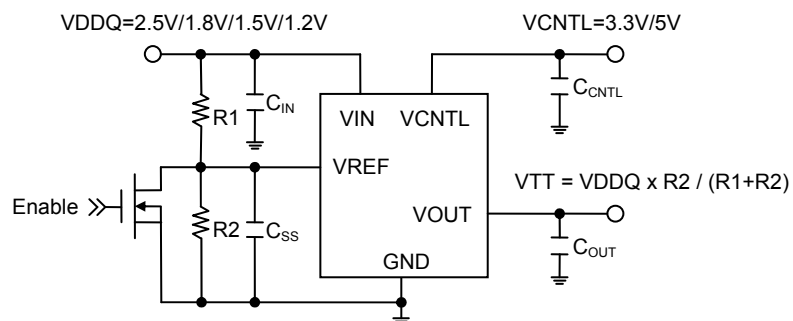 VDDQ=2.5V/1.8V/1.5V/1.2V
VCNTL=3.3V/5V
R1
CIN
CCNTL
VIN
VCNTL
VREF
VTT = VDDQ x R2 / (R1+R2)
Enable
R2
CSS
VOUT
COUT
GND